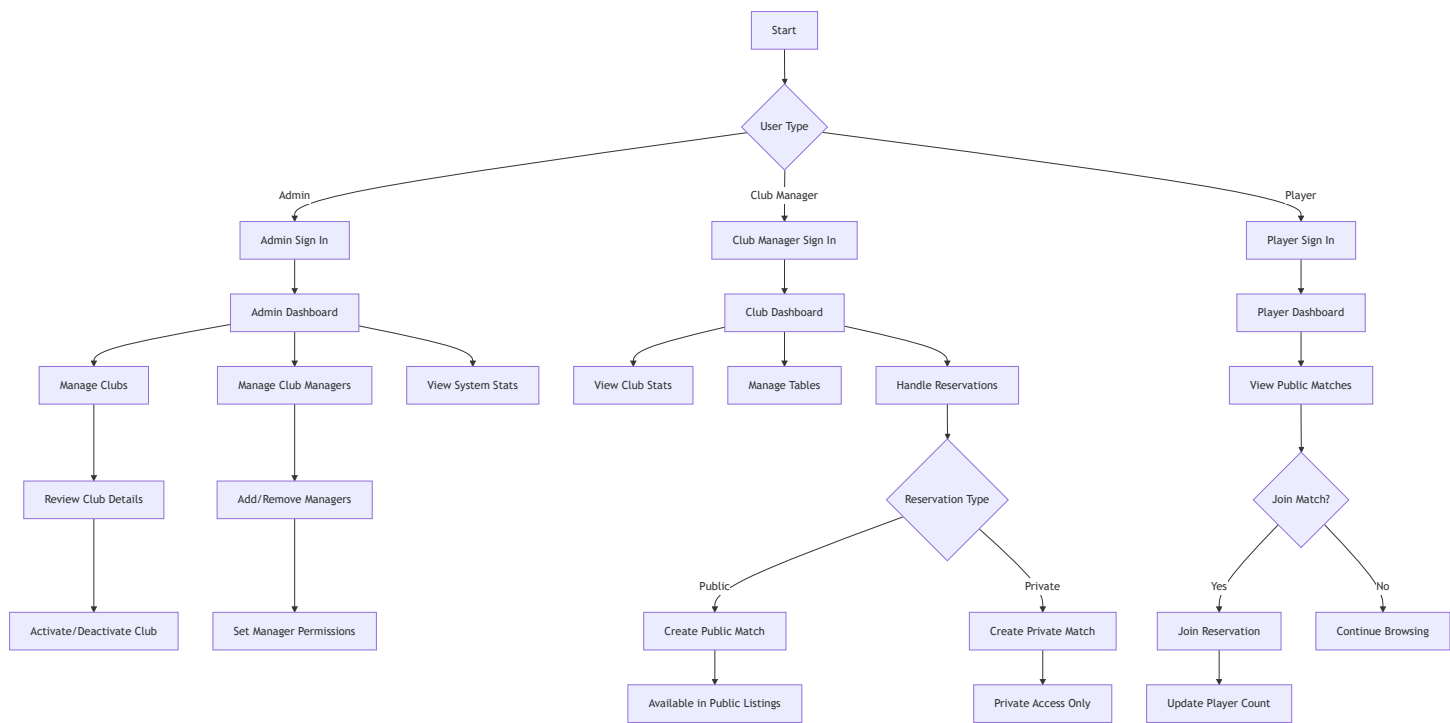 Start
User Type
Admin
Club Manager
Player
Admin Sign In
Club Manager Sign In
Player Sign In
Admin Dashboard
Club Dashboard
Player Dashboard
Manage Clubs
Manage Club Managers
View System Stats
View Club Stats
Manage Tables
Handle Reservations
View Public Matches
Review Club Details
Add/Remove Managers
Reservation Type
Join Match?
Public
Private
Yes
No
Activate/Deactivate Club
Set Manager Permissions
Create Public Match
Create Private Match
Join Reservation
Continue Browsing
Available in Public Listings
Private Access Only
Update Player Count